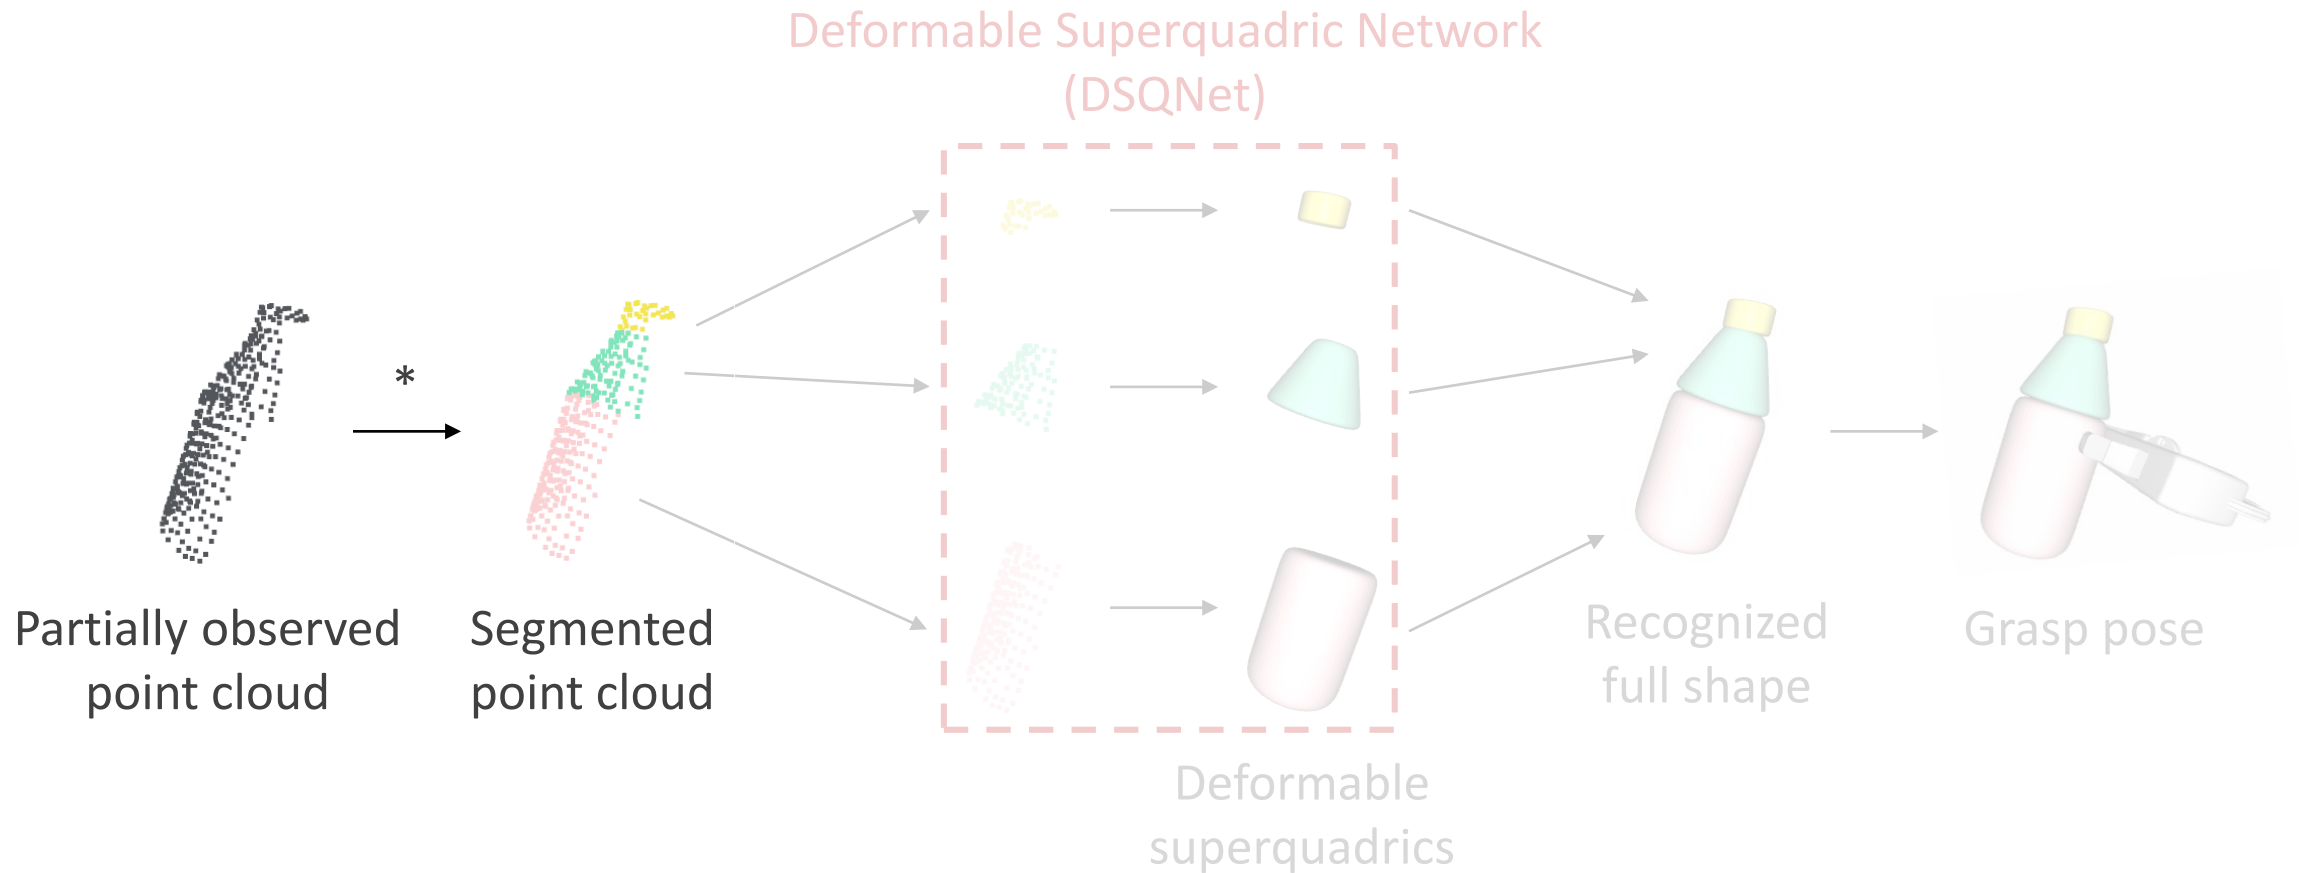 Deformable Superquadric Network
(DSQNet)
*
Partially observed
point cloud
Segmented
point cloud
Recognized
full shape
Grasp pose
Deformable
superquadrics